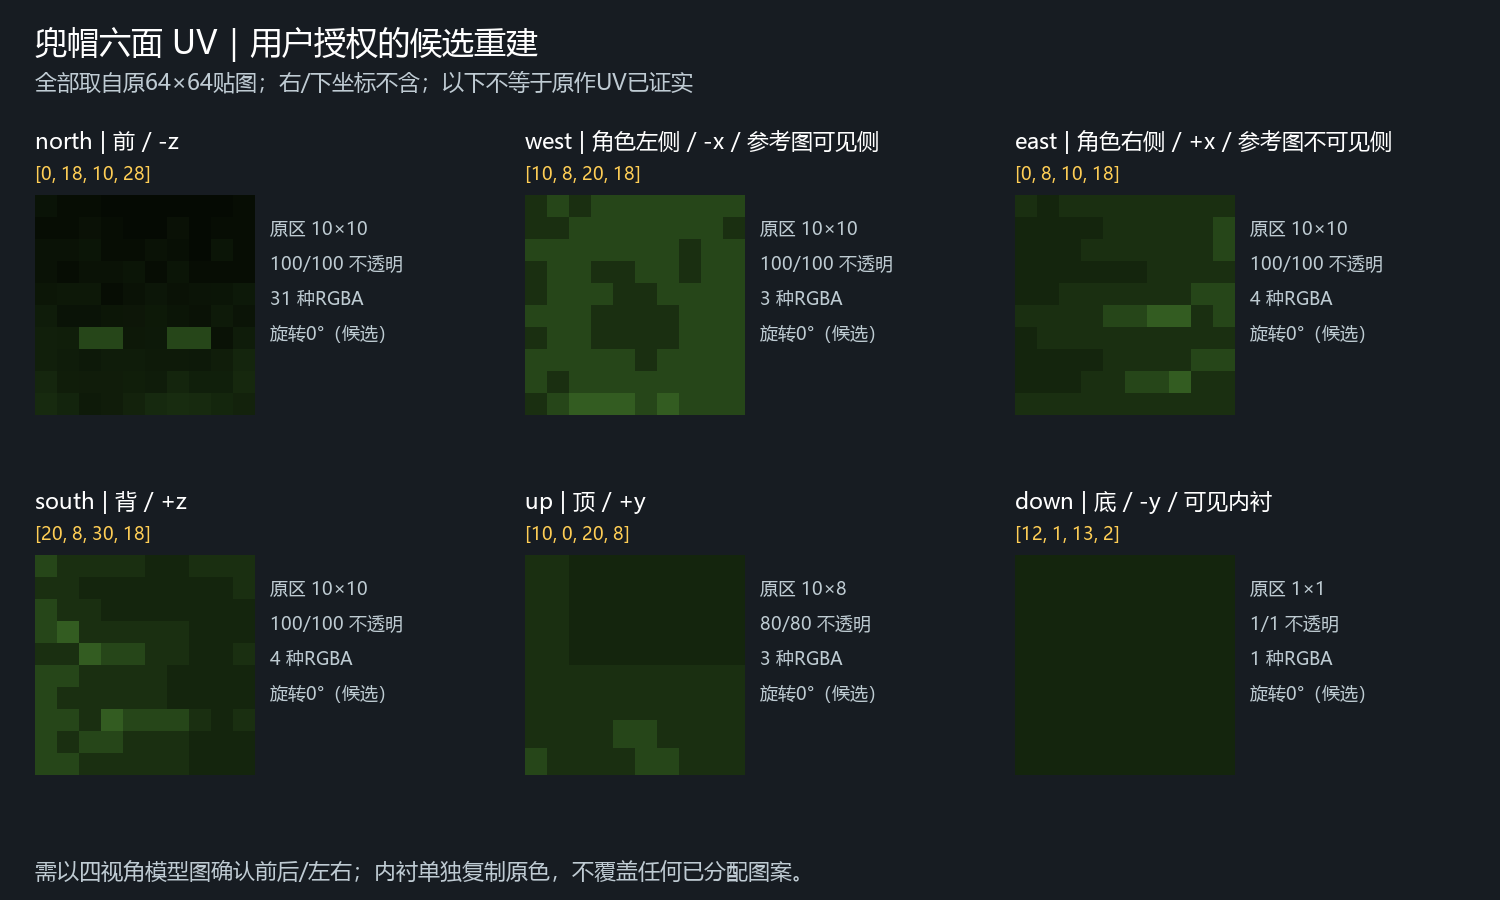 兜帽六面 UV | 用户授权的候选重建
全部取自原64×64贴图；右/下坐标不含；以下不等于原作UV已证实
north | 前 / -z
[0, 18, 10, 28]
原区 10×10
100/100 不透明
31 种RGBA
旋转0°（候选）
west | 角色左侧 / -x / 参考图可见侧
[10, 8, 20, 18]
原区 10×10
100/100 不透明
3 种RGBA
旋转0°（候选）
east | 角色右侧 / +x / 参考图不可见侧
[0, 8, 10, 18]
原区 10×10
100/100 不透明
4 种RGBA
旋转0°（候选）
south | 背 / +z
[20, 8, 30, 18]
原区 10×10
100/100 不透明
4 种RGBA
旋转0°（候选）
up | 顶 / +y
[10, 0, 20, 8]
原区 10×8
80/80 不透明
3 种RGBA
旋转0°（候选）
down | 底 / -y / 可见内衬
[12, 1, 13, 2]
原区 1×1
1/1 不透明
1 种RGBA
旋转0°（候选）
需以四视角模型图确认前后/左右；内衬单独复制原色，不覆盖任何已分配图案。